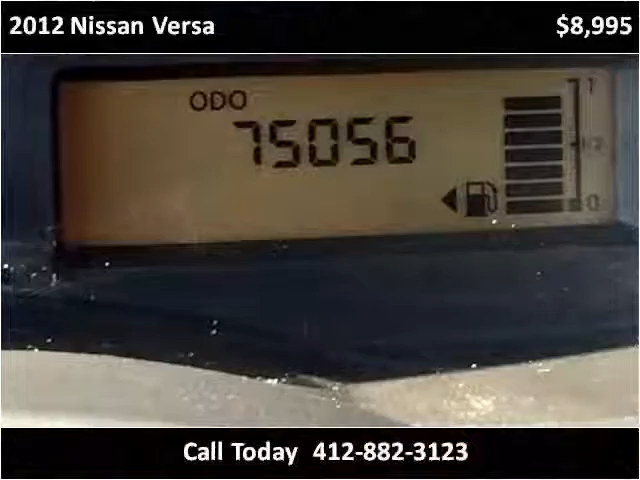 2012 Nissan Versa $8,995
ODO
75056
1
1/2
0
Call Today 412-882-3123